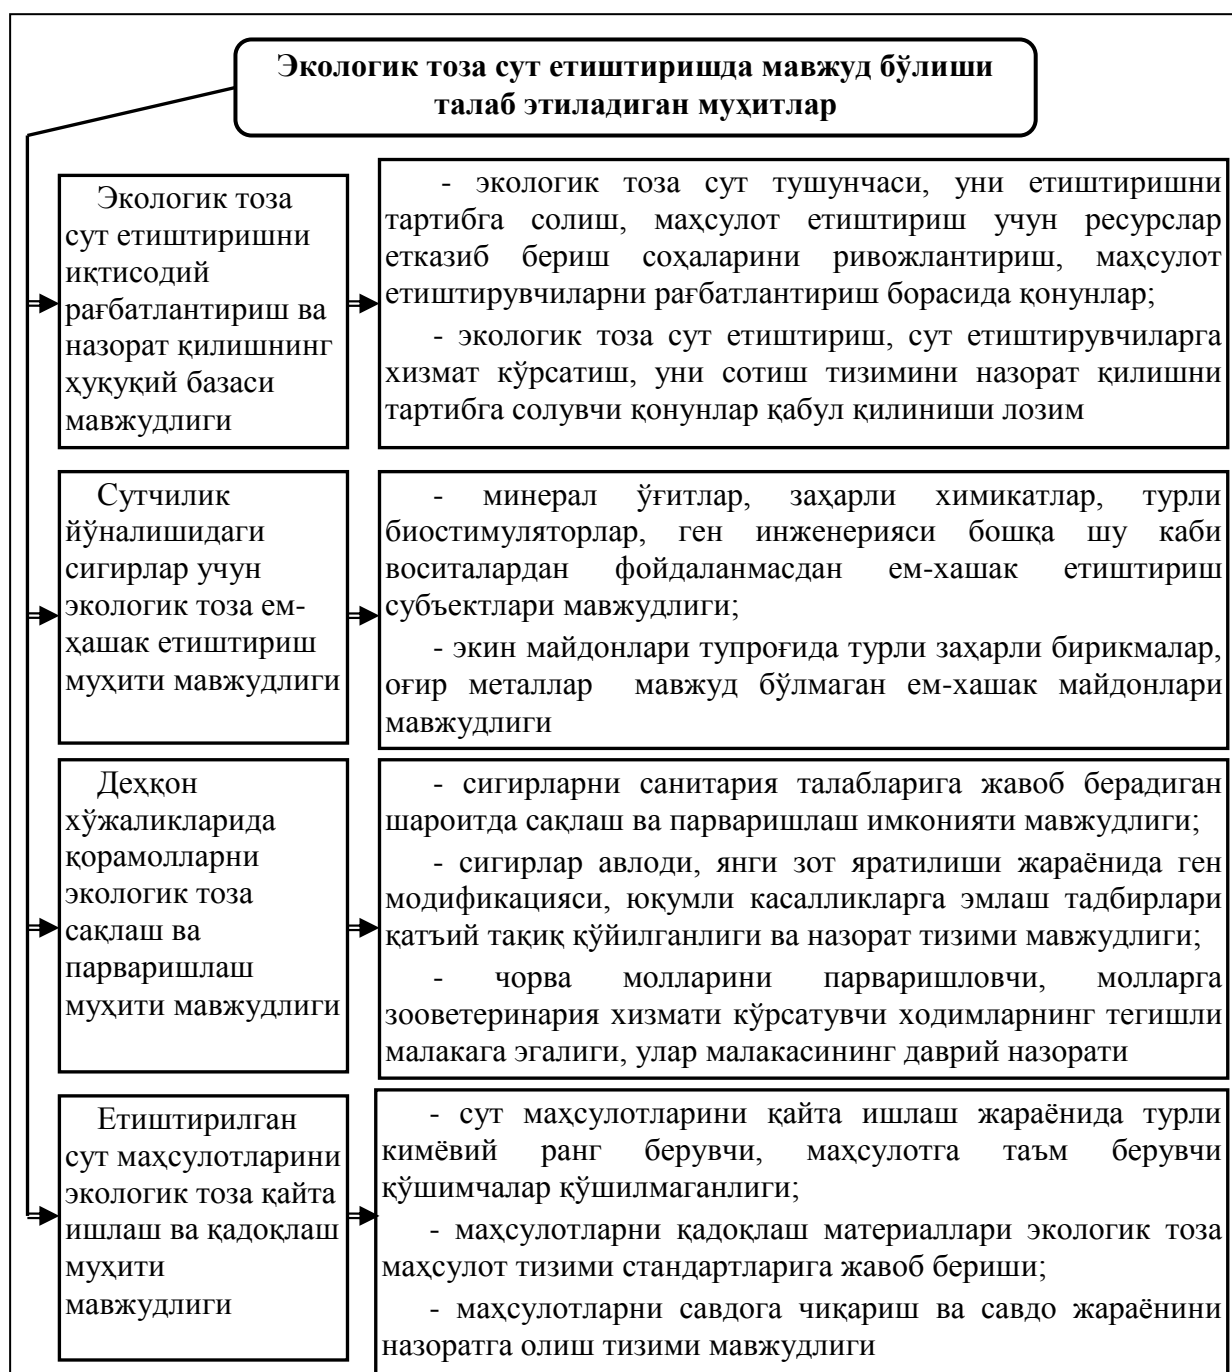 Экологик тоза сут етиштиришда мавжуд бўлиши
талаб этиладиган муҳитлар
Экологик тоза
сут етиштиришни
иқтисодий
рағбатлантириш ва
назорат қилишнинг
ҳуқуқий базаси
мавжудлиги
- экологик тоза сут тушунчаси, уни етиштиришни
тартибга солиш, маҳсулот етиштириш учун ресурслар
етказиб бериш соҳаларини ривожлантириш, маҳсулот
етиштирувчиларни рағбатлантириш борасида қонунлар;
- экологик тоза сут етиштириш, сут етиштирувчиларга
хизмат кўрсатиш, уни сотиш тизимини назорат қилишни
тартибга солувчи қонунлар қабул қилиниши лозим
Сутчилик
йўналишидаги
сигирлар учун
экологик тоза ем-
ҳашак етиштириш
муҳити мавжудлиги
- минерал ўғитлар, заҳарли химикатлар, турли
биостимуляторлар, ген инженерияси бошқа шу каби
воситалардан фойдаланмасдан ем-хашак етиштириш
субъектлари мавжудлиги;
- экин майдонлари тупроғида турли заҳарли бирикмалар,
оғир металлар мавжуд бўлмаган ем-хашак майдонлари
мавжудлиги
Деҳқон
хўжаликларида
қорамолларни
экологик тоза
сақлаш ва
парваришлаш
муҳити мавжудлиги
- сигирларни санитария талабларига жавоб берадиган
шароитда сақлаш ва парваришлаш имконияти мавжудлиги;
- сигирлар авлоди, янги зот яратилиши жараёнида ген
модификацияси, юқумли касалликларга эмлаш тадбирлари
қатъий тақиқ қўйилганлиги ва назорат тизими мавжудлиги;
- чорва молларини парваришловчи, молларга
зооветеринария хизмати кўрсатувчи ходимларнинг тегишли
малакага эгалиги, улар малакасининг даврий назорати
Етиштирилган
сут маҳсулотларини
экологик тоза қайта
ишлаш ва қадоқлаш
муҳити
мавжудлиги
- сут маҳсулотларини қайта ишлаш жараёнида турли
кимёвий ранг берувчи, маҳсулотга таъм берувчи
қўшимчалар қўшилмаганлиги;
- маҳсулотларни қадоқлаш материаллари экологик тоза
маҳсулот тизими стандартларига жавоб бериши;
- маҳсулотларни савдога чиқариш ва савдо жараёнини
назоратга олиш тизими мавжудлиги